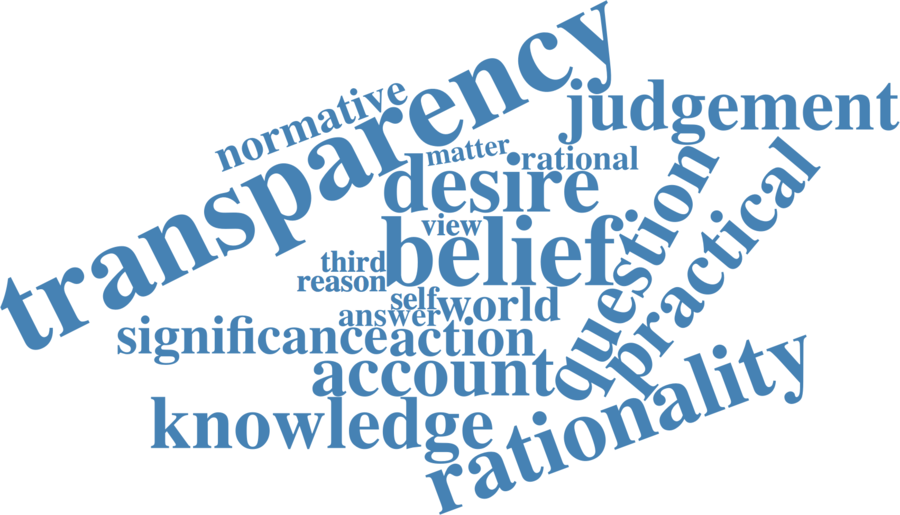 transparency
normative
judgement
matter
rational
desire
question
practical
view
belief
third
reason
self
world
answer
significance
action
account
knowledge
rationality